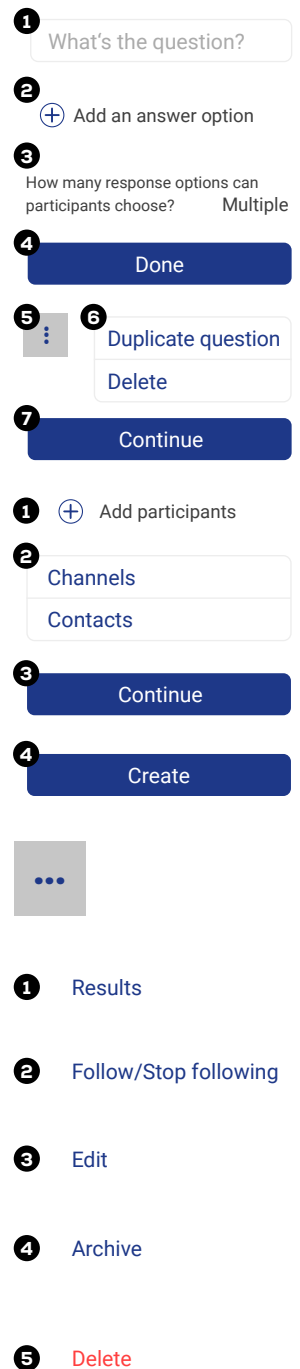 1
What's the question?
2
Add an answer option
3
How many response options can
participants choose? Multiple
4
Done
5 6
Duplicate question
Delete
7
Continue
1 Add participants
2
Channels
Contacts
3
Continue
4
Create
1 Results
2 Follow/Stop following
3 Edit
4 Archive
5 Delete